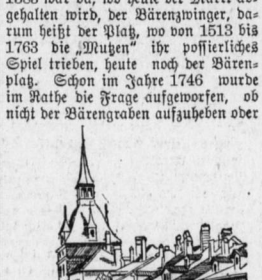 gehalten wird, der Bärenzwinger, da-
rum heißt der Platz, wo von 1513 bis
1763 die „Mutzen“ ihr possierliches
Spiel trieben, heute noch der Bären-
platz. Schon im Jahre 1746 wurde
im Rathe die Frage aufgeworfen, ob
nicht der Bärengraben aufzuheben oder